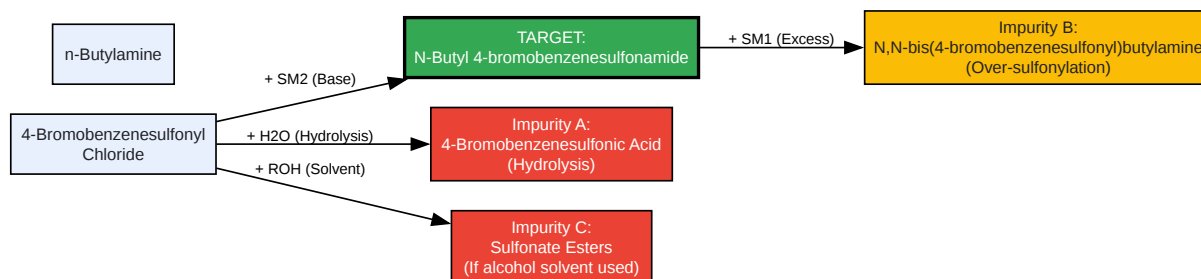 n-Butylamine
4-Bromobenzenesulfonyl
Chloride
+ SM2 (Base)
+ H2O (Hydrolysis)
+ ROH (Solvent)
TARGET:
N-Butyl 4-bromobenzenesulfonamide
Impurity A:
4-Bromobenzenesulfonic Acid
(Hydrolysis)
Impurity C:
Sulfonate Esters
(If alcohol solvent used)
+ SM1 (Excess)
Impurity B:
N,N-bis(4-bromobenzenesulfonyl)butylamine
(Over-sulfonylation)